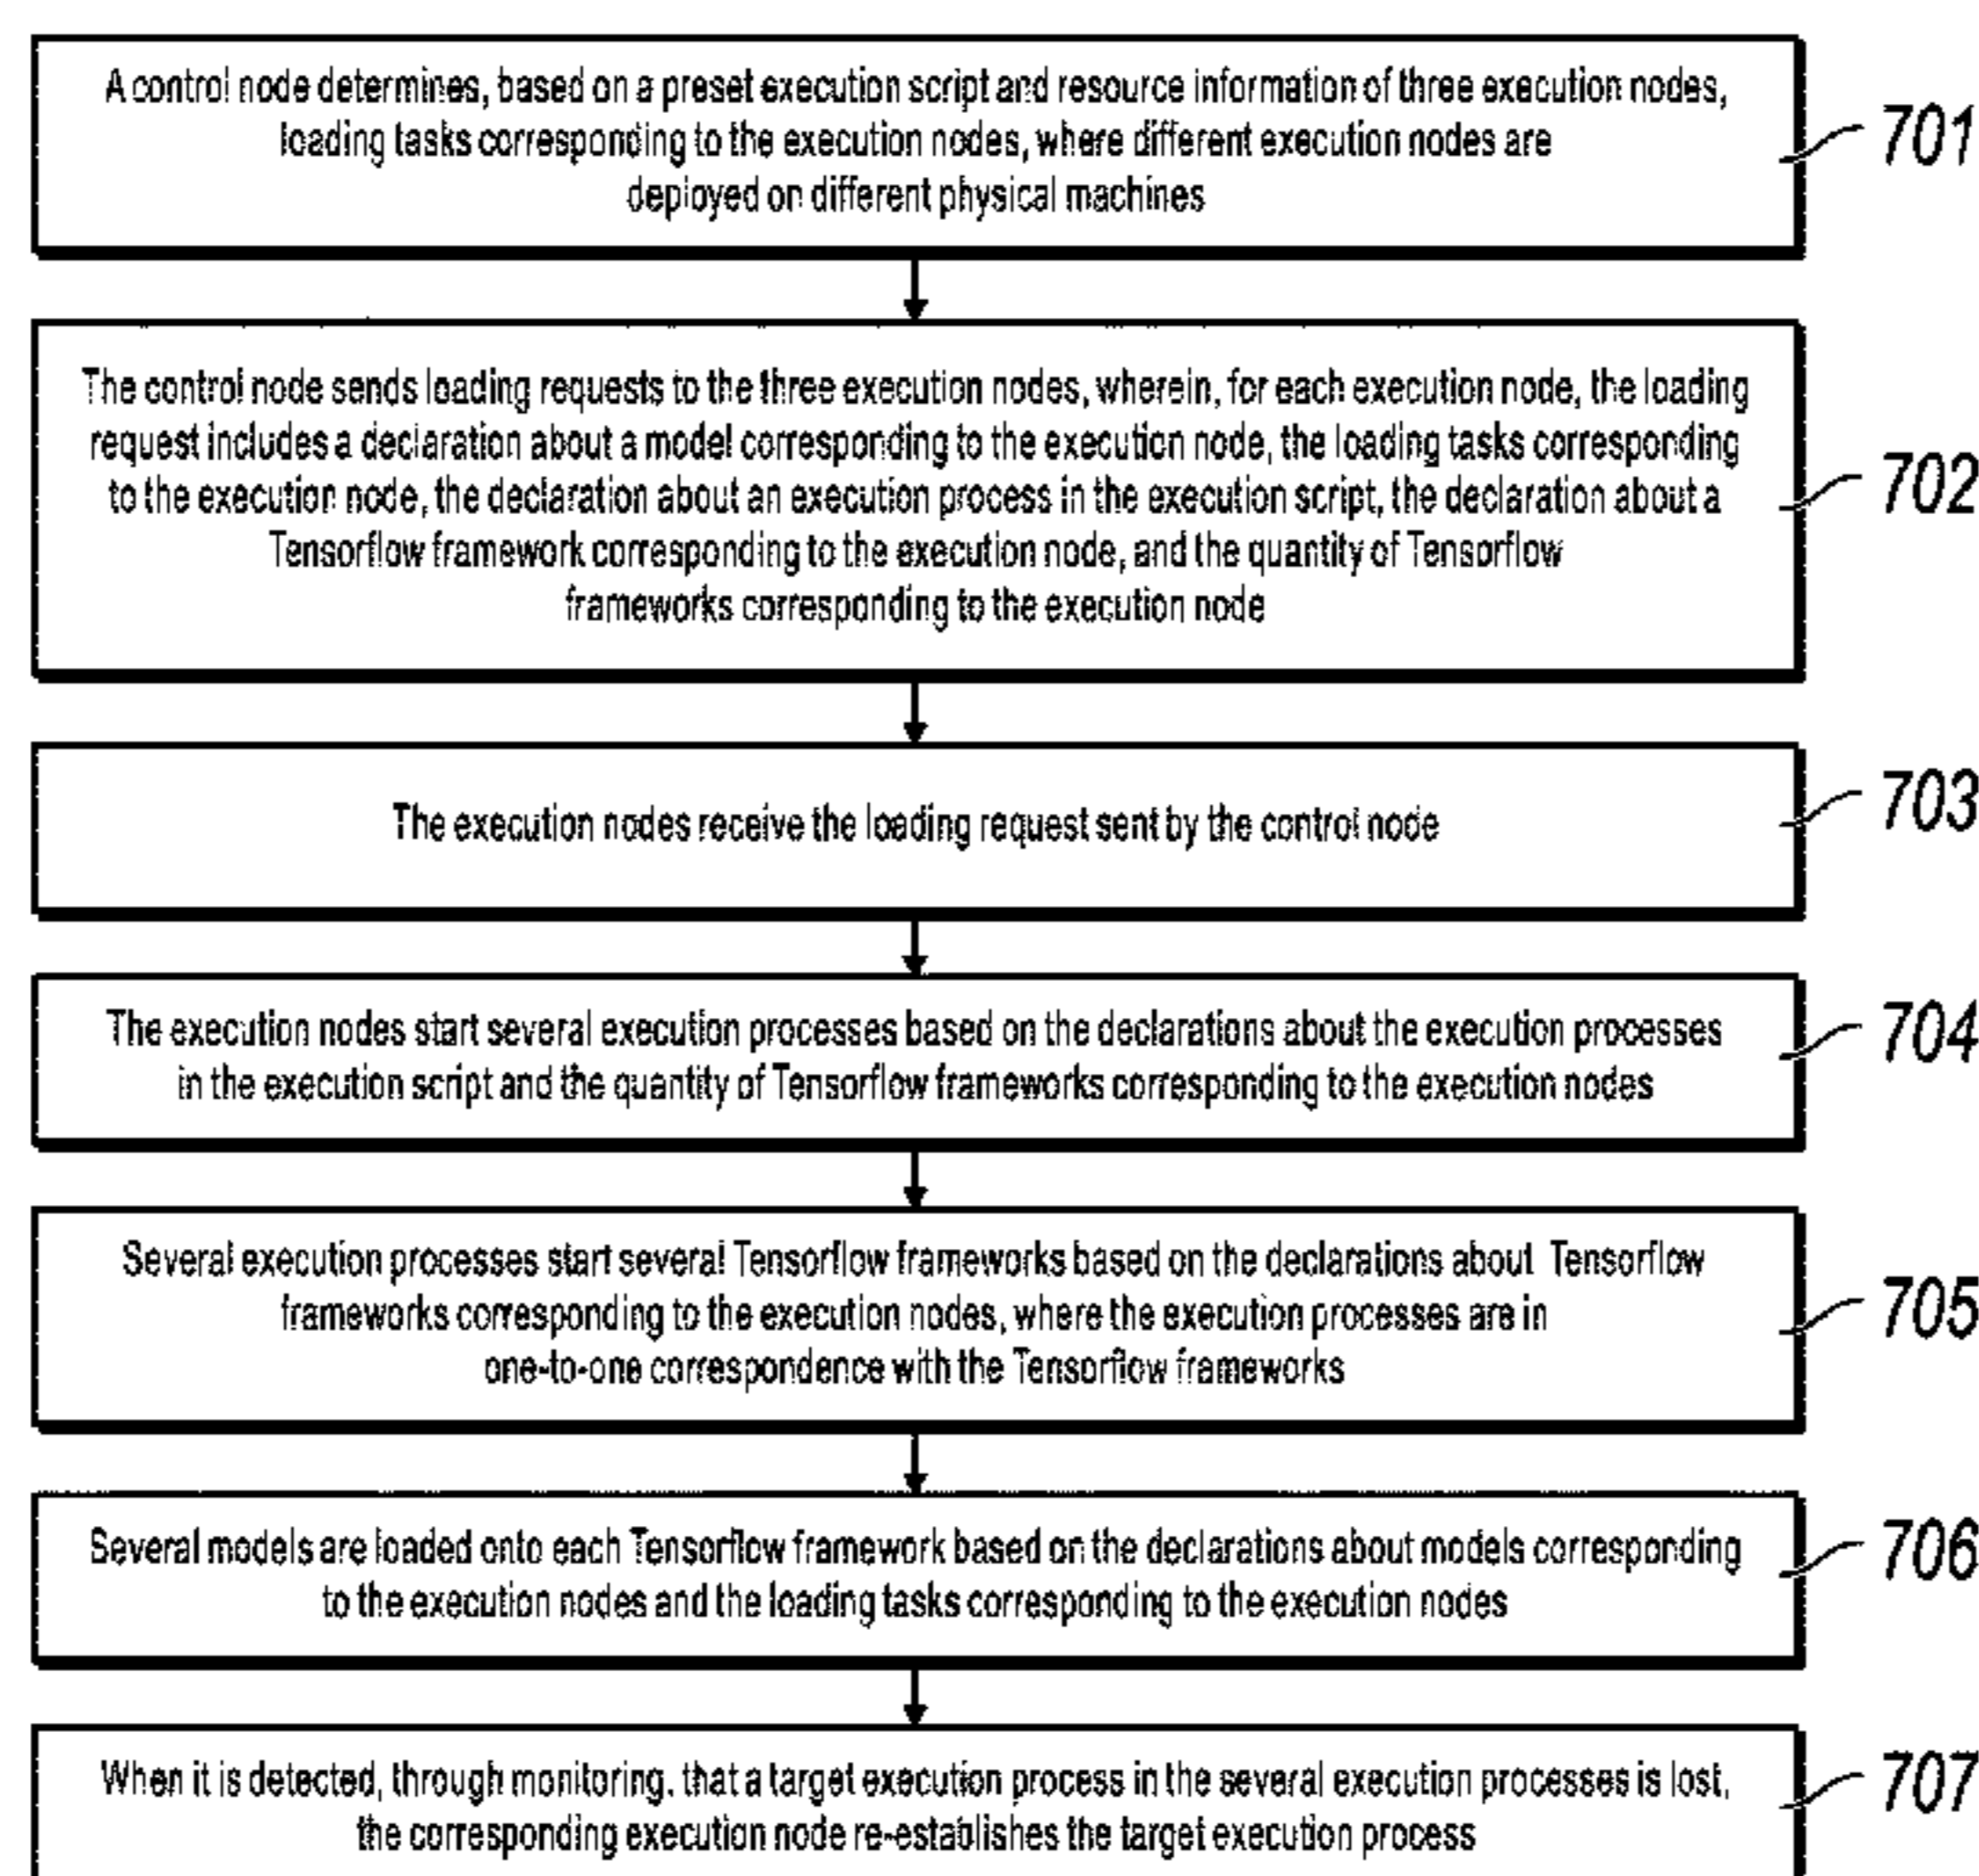 A control node determines, based on a preset execution script and resource information of three execution nodes,
loading tasks corresponding to the execution nodes, where different execution nodes are
deployed on different physical machines
701
The control node sends loading requests to the three execution nodes, wherein, for each execution node, the loading
request includes a declaration about a model corresponding to the execution node, the loading tasks corresponding
to the execution node, the declaration about an execution process in the execution script, the declaration about a
Tensorflow framework corresponding to the execution node, and the quantity of Tensorflow
frameworks corresponding to the execution node
702
The execution nodes receive the loading request sent by the control node
703
The execution nodes start several execution processes based on the declarations about the execution processes
in the execution script and the quantity of Tensorflow frameworks corresponding to the execution nodes
704
Several execution processes start several Tensorflow frameworks based on the declarations about Tensorflow
frameworks corresponding to the execution nodes, where the execution processes are in
one-to-one correspondence with the Tensorflow frameworks
705
Several models are loaded onto each Tensorflow framework based on the declarations about models corresponding
to the execution nodes and the loading tasks corresponding to the execution nodes
706
When it is detected, through monitoring, that a target execution process in the several execution processes is lost,
the corresponding execution node re-establishes the target execution process
707